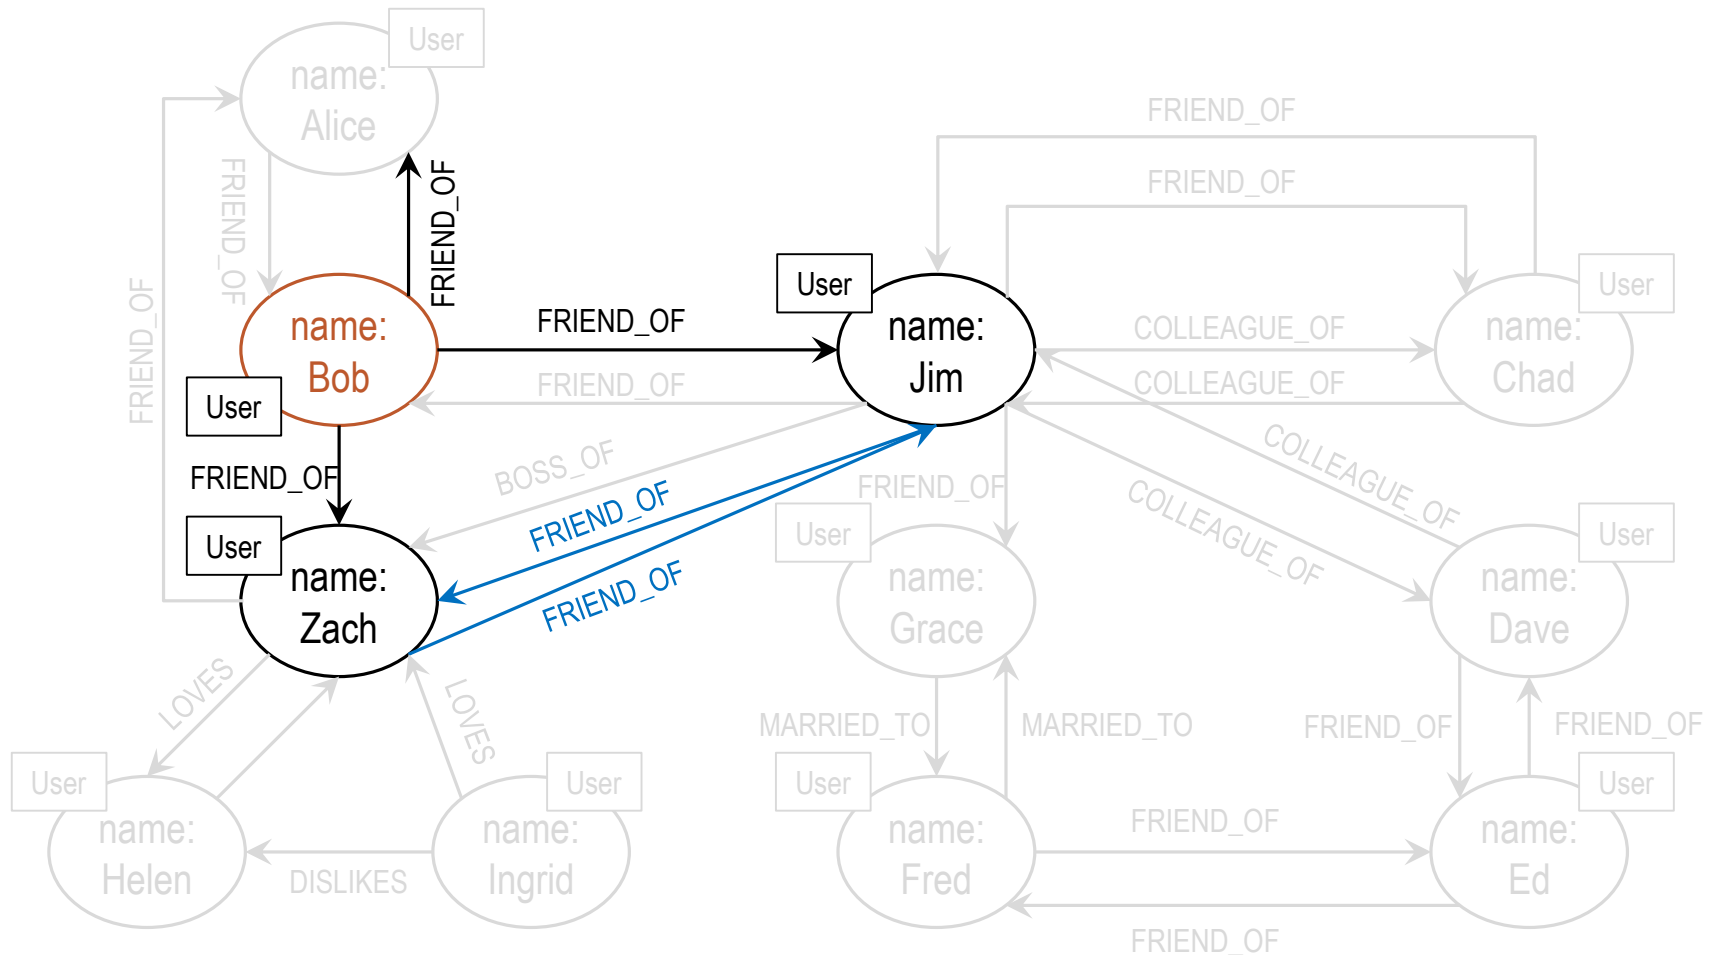 User
name:
Alice
FRIEND_OF
FRIEND_OF
FRIEND_OF
FRIEND_OF
FRIEND_OF
FRIEND_OF
User
name:
Bob
FRIEND_OF
FRIEND_OF
User
name:
Jim
COLLEAGUE_OF
COLLEAGUE_OF
User
name:
Chad
FRIEND_OF
BOSS_OF
FRIEND_OF
FRIEND_OF
FRIEND_OF
COLLEAGUE_OF
COLLEAGUE_OF
User
name:
Zach
User
name:
Grace
User
name:
Dave
LOVES
LOVES
MARRIED_TO
MARRIED_TO
FRIEND_OF
FRIEND_OF
User
name:
Helen
DISLIKES
User
name:
Ingrid
User
name:
Fred
FRIEND_OF
User
name:
Ed
FRIEND_OF